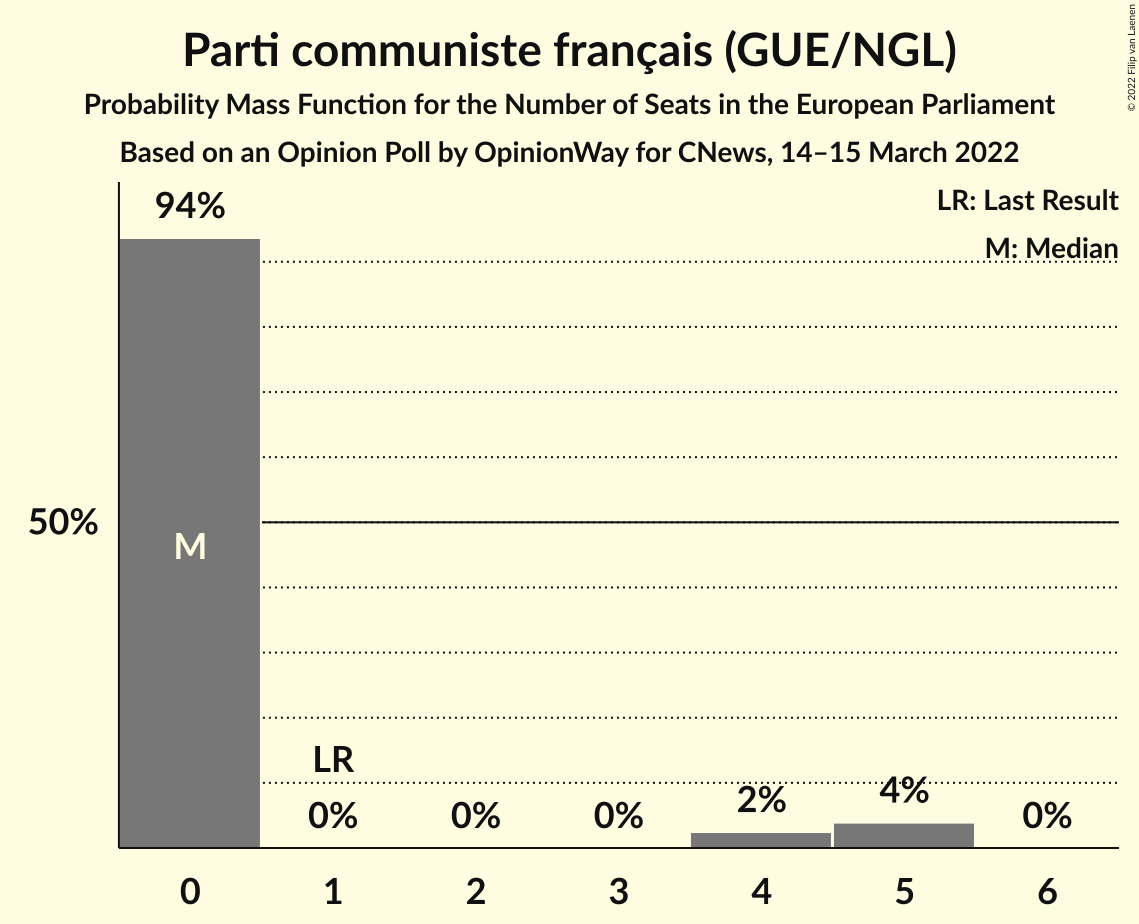 Parti communiste français (GUE/NGL)
Probability Mass Function for the Number of Seats in the European Parliament
Based on an Opinion Poll by OpinionWay for CNews, 14–15 March 2022
© 2022 Filip van Laenen
LR: Last Result
M: Median
94%
50%
M
LR
0%
0%
0%
2%
4%
0%
0
1
2
3
4
5
6